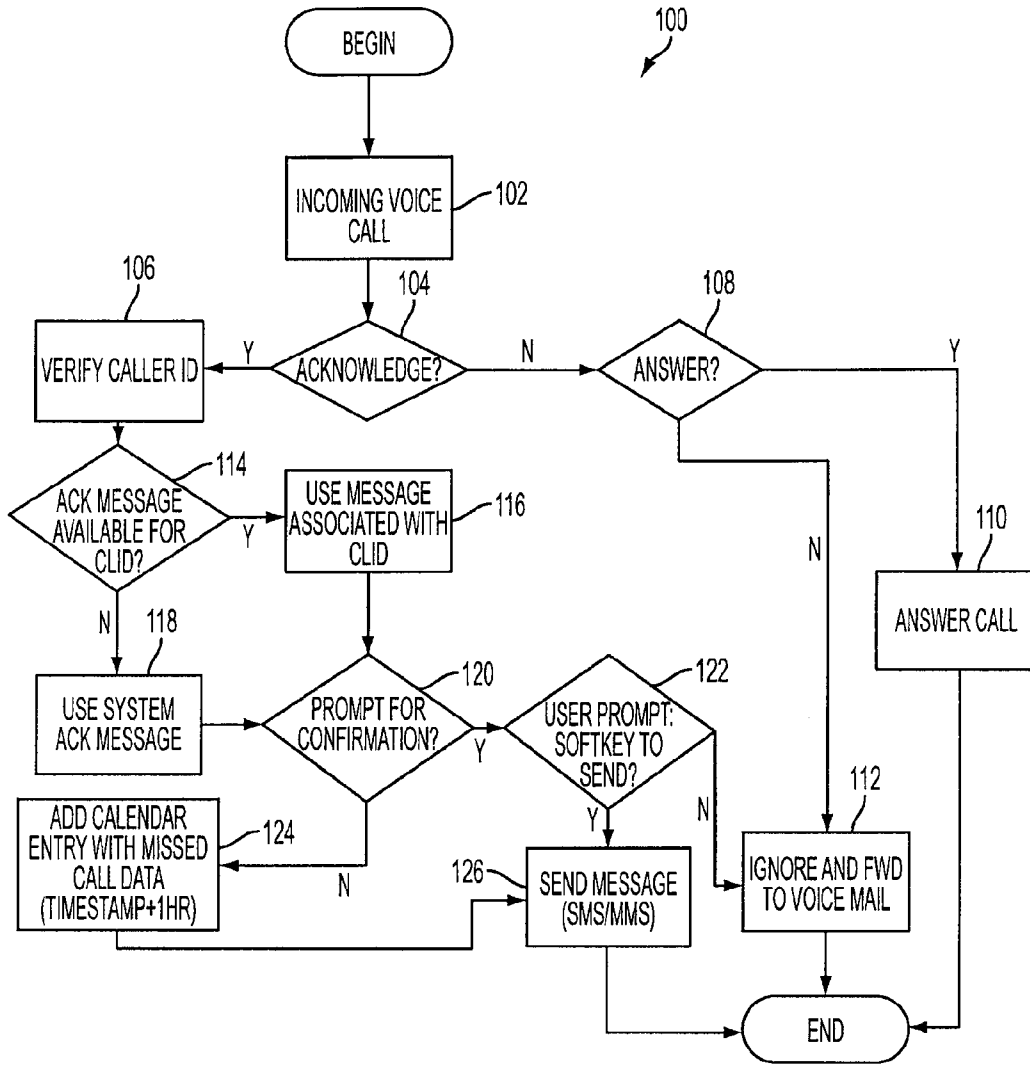 BEGIN
100
INCOMING VOICE
CALL
102
106
104
108
VERIFY CALLER ID
Y
ACKNOWLEDGE?
N
ANSWER?
Y
114
ACK MESSAGE
AVAILABLE FOR
CLID?
Y
USE MESSAGE
ASSOCIATED WITH
CLID
116
N
110
ANSWER CALL
N
118
USE SYSTEM
ACK MESSAGE
120
PROMPT FOR
CONFIRMATION?
Y
122
USER PROMPT:
SOFTKEY TO
SEND?
Y
N
112
ADD CALENDAR
ENTRY WITH MISSED
CALL DATA
(TIMESTAMP+1HR)
124
N
126
SEND MESSAGE
(SMS/MMS)
IGNORE AND FWD
TO VOICE MAIL
END